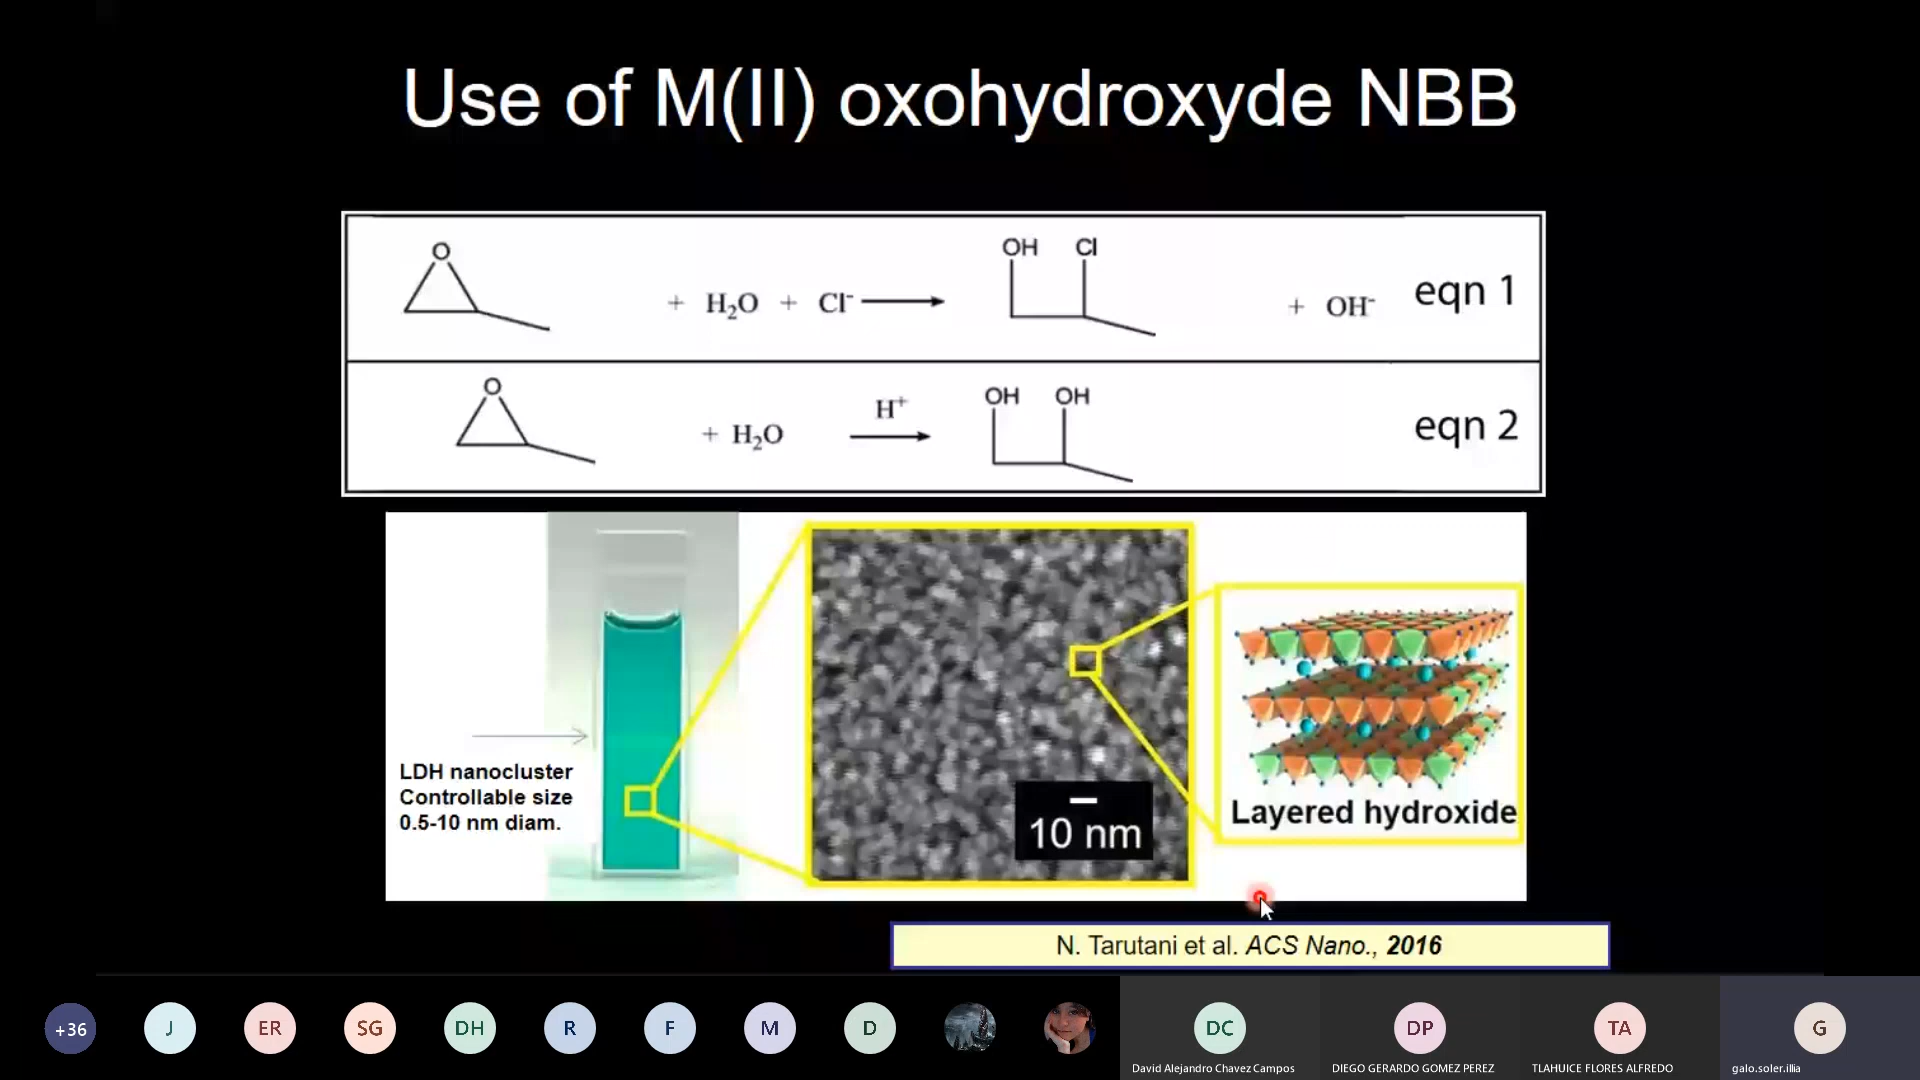 Use of M(II) oxohydroxyde NBB
O
+ H₂O + Cl⁻
OH Cl
+ OH⁻
eqn 1
O
+ H₂O
H⁺
OH OH
eqn 2
LDH nanocluster
Controllable size
0.5-10 nm diam.
10 nm
Layered hydroxide
N. Tarutani et al. ACS Nano., 2016
+36
J
ER
SG
DH
R
F
M
D
DC
DP
TA
G
David Alejandro Chavez Campos
DIEGO GERARDO GOMEZ PEREZ
TLAHUICE FLORES ALFREDO
galo.soler.illia